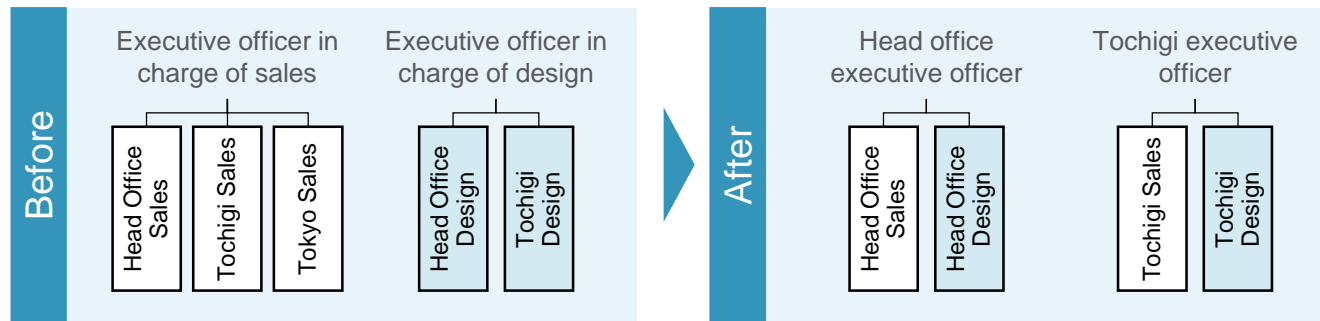 Before
Executive officer in
charge of sales
Head Office
Sales
Tochigi Sales
Tokyo Sales
Executive officer in
charge of design
Head Office
Design
Tochigi
Design
After
Head office
executive officer
Head Office
Sales
Head Office
Design
Tochigi executive
officer
Tochigi Sales
Tochigi
Design